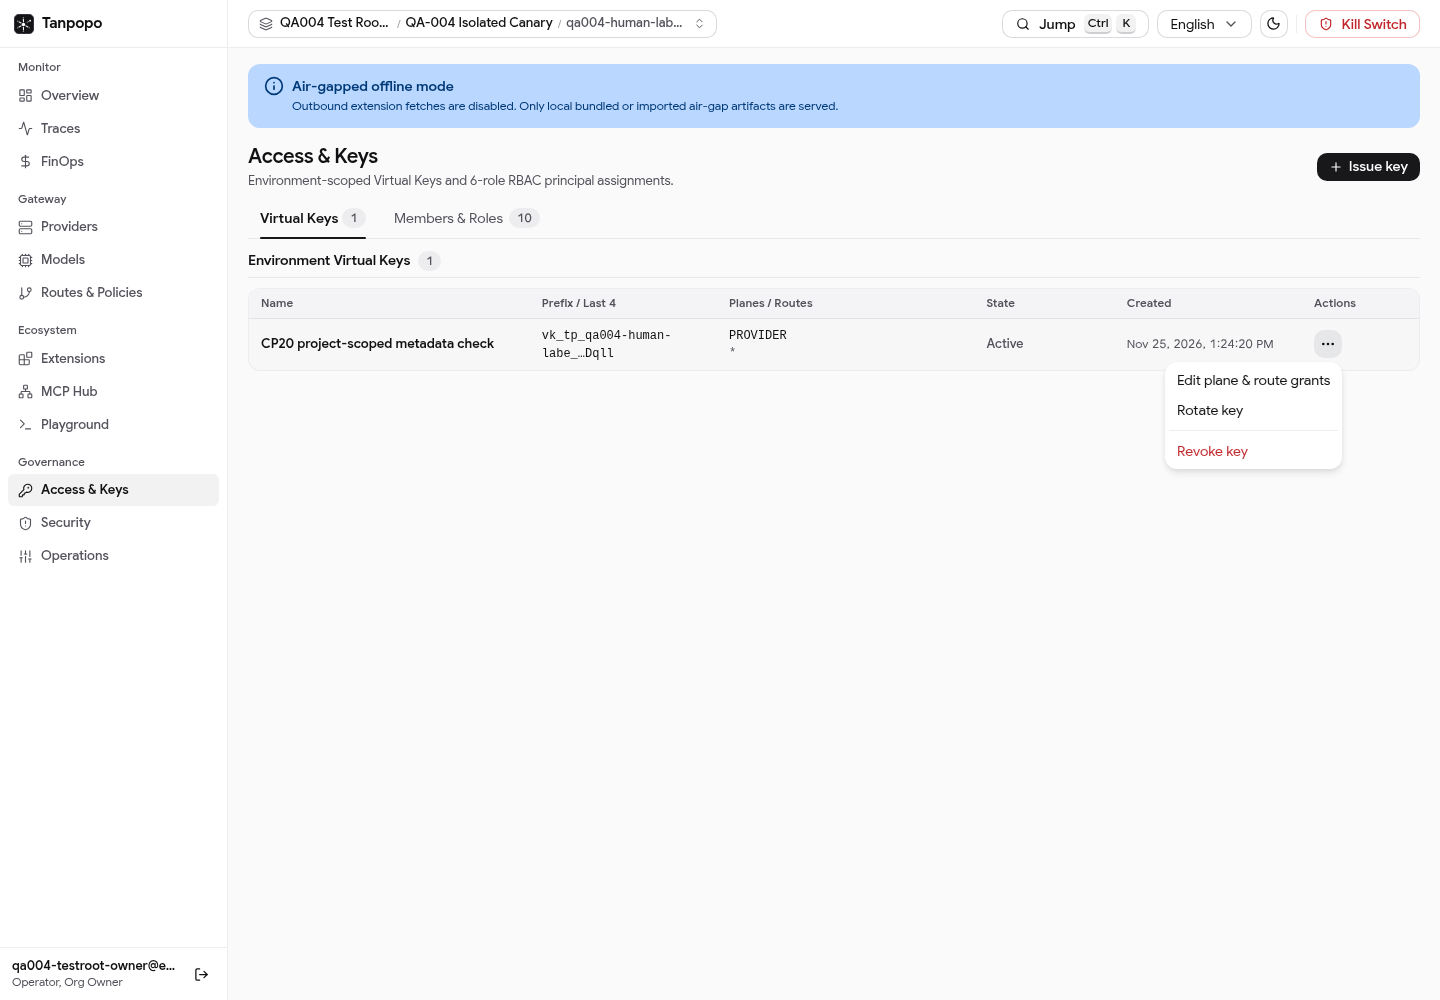 Tanpopo
QA004 Test Roo... / QA-004 Isolated Canary / qa004-human-lab...
Jump Ctrl K
English
Kill Switch
Monitor
Overview
Traces
FinOps
Gateway
Providers
Models
Routes & Policies
Ecosystem
Extensions
MCP Hub
Playground
Governance
Access & Keys
Security
Operations
qa004-testroot-owner@e...
Operator, Org Owner
Air-gapped offline mode
Outbound extension fetches are disabled. Only local bundled or imported air-gap artifacts are served.
Access & Keys
Environment-scoped Virtual Keys and 6-role RBAC principal assignments.
Issue key
Virtual Keys 1
Members & Roles 10
Environment Virtual Keys 1
Name Prefix / Last 4 Planes / Routes State Created Actions
CP20 project-scoped metadata check
vk_tp_qa004-human-
labe_…Dqll
PROVIDER
*
Active
Nov 25, 2026, 1:24:20 PM
Edit plane & route grants
Rotate key
Revoke key